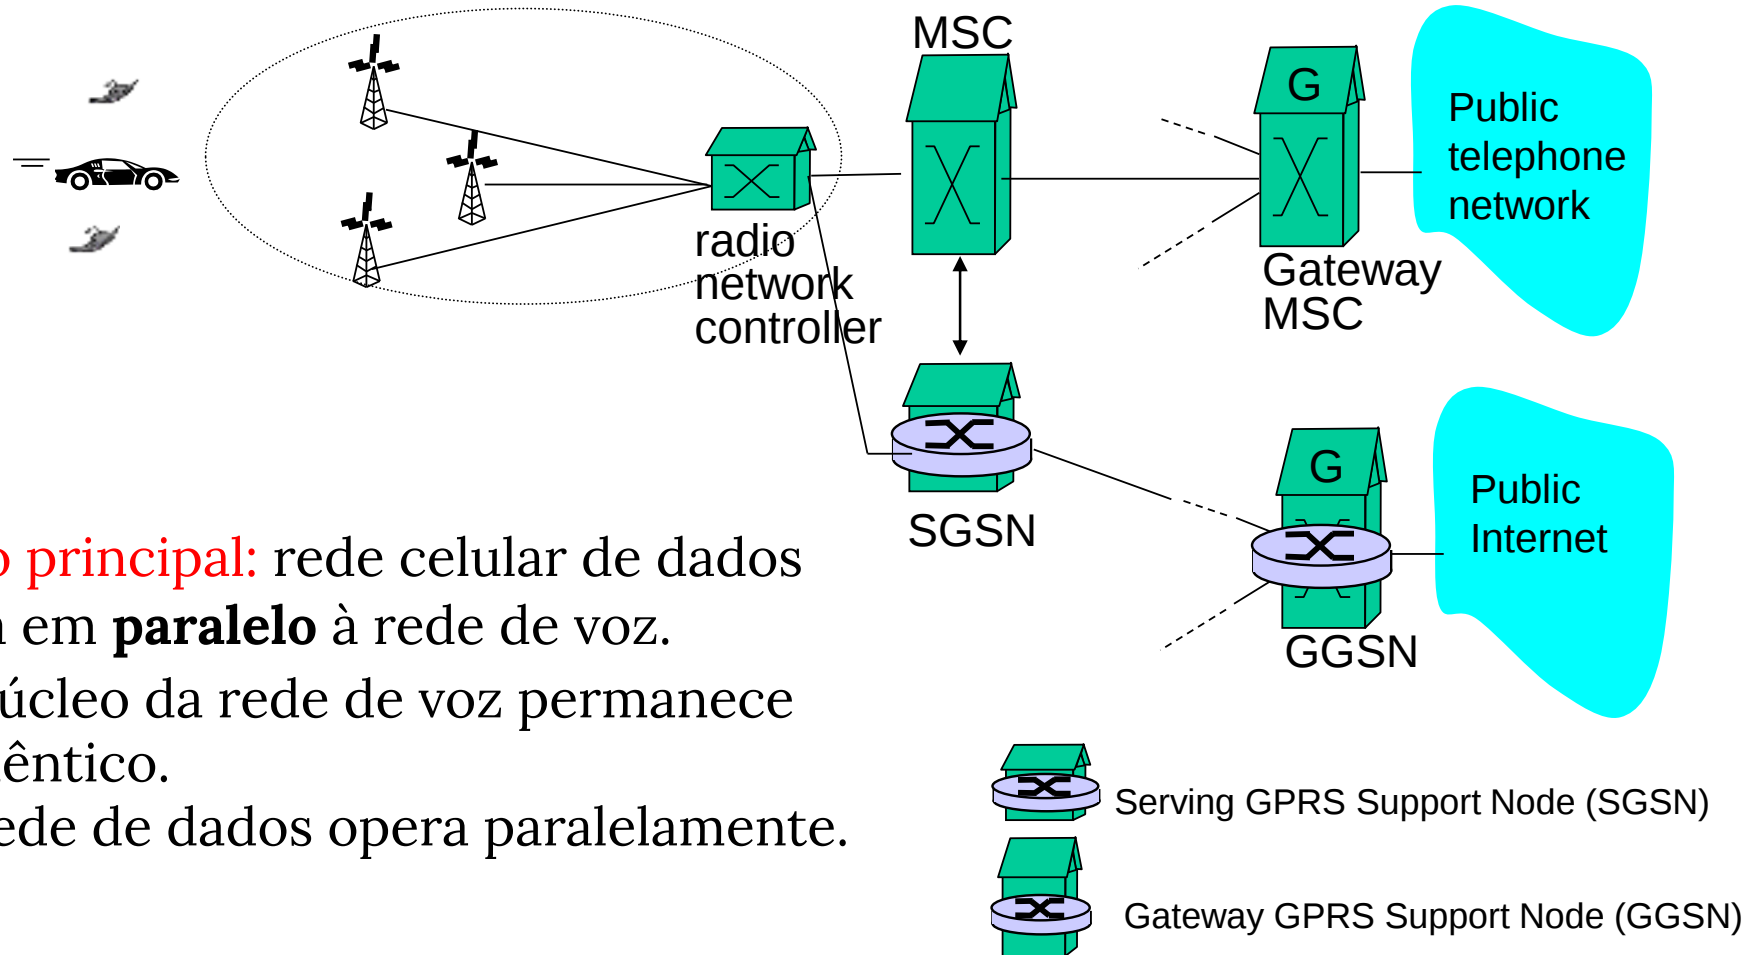 MSC
G
Public
telephone
network
radio
network
controller
Gateway
MSC
SGSN
G
Public
Internet
GGSN
principal: rede celular de dados
em paralelo à rede de voz.
úcleo da rede de voz permanece
êntico.
ede de dados opera paralelamente.
Serving GPRS Support Node (SGSN)
Gateway GPRS Support Node (GGSN)